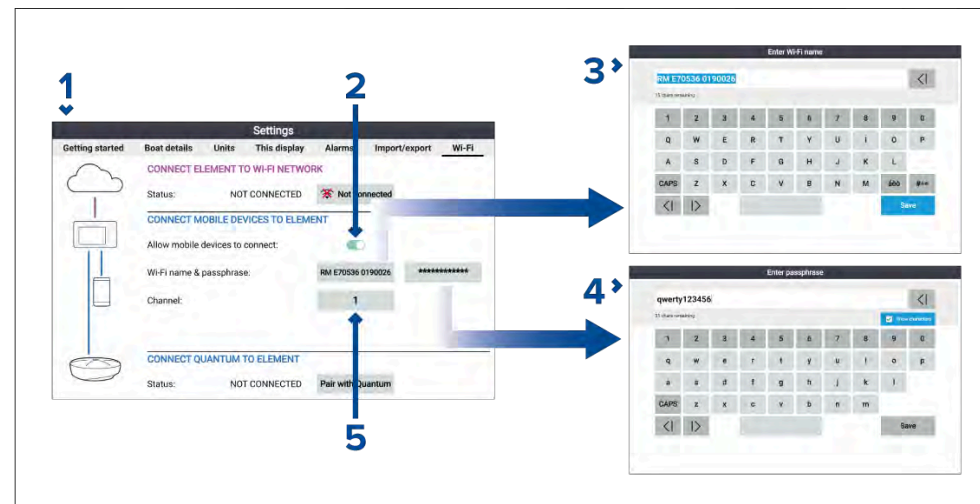 1
2
3
4
5
Settings
Getting started Boat details Units This display Alarms Import/export Wi-Fi
CONNECT ELEMENT TO WI-FI NETWORK
Status: NOT CONNECTED Not connected
CONNECT MOBILE DEVICES TO ELEMENT
Allow mobile devices to connect:
Wi-Fi name & passphrase: RM E70536 0190026 ************
Channel: 1
CONNECT QUANTUM TO ELEMENT
Status: NOT CONNECTED Pair with Quantum
Enter Wi-Fi name
RM E70536 0190026 <|
chars remaining
1 2 3 4 5 6 7 8 9 0
Q W E R T Y U I O P
A S D F G H J K L
CAPS Z X C V B N M
<| |> Save
Enter passphrase
qwerty123456 <|
chars remaining Show characters
1 2 3 4 5 6 7 8 9 0
q w e r t y u i o p
a s d f g h j k l
CAPS z x c v b n m
<| |> Save